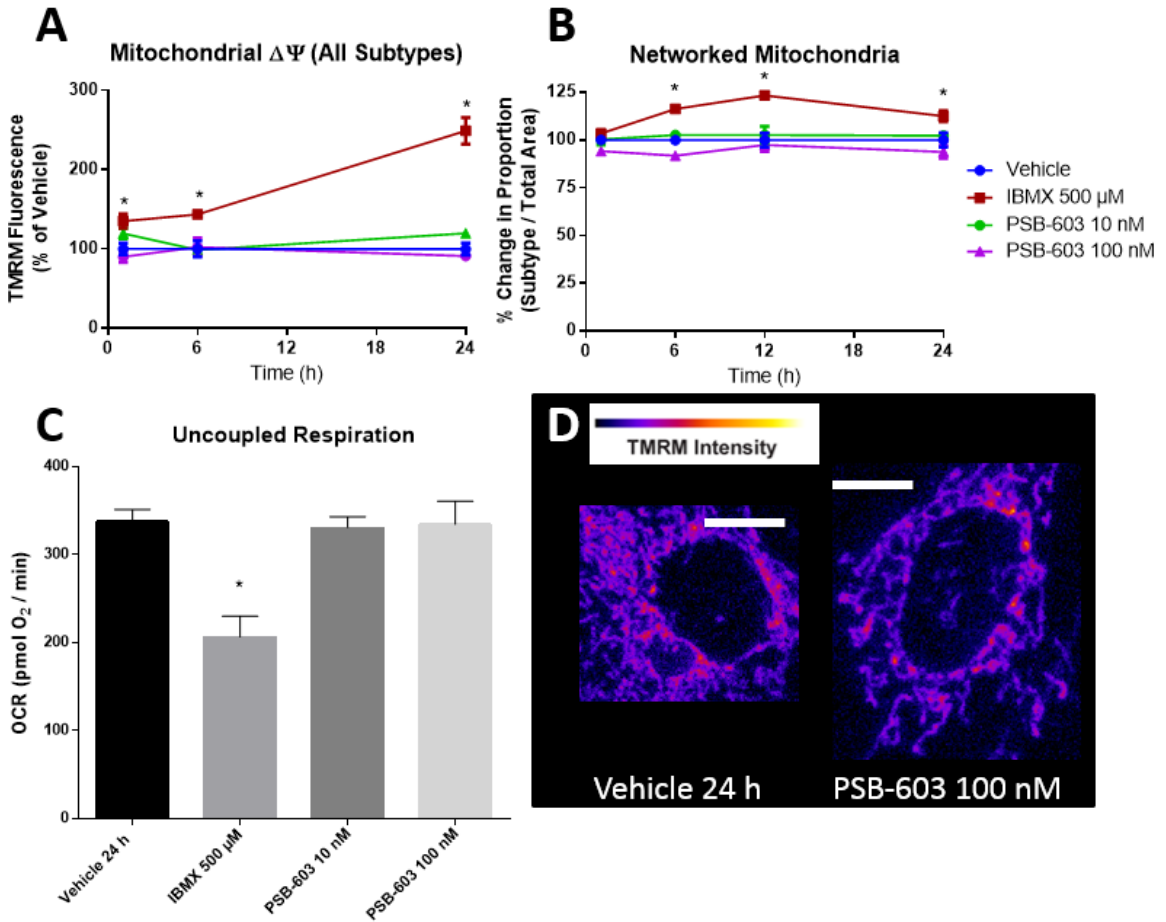 A
Mitochondrial ΔΨ (All Subtypes)
TMRM Fluorescence
(% of Vehicle)
300
200
100
0
*
*
*
0
6
12
18
24
Time (h)
B
Networked Mitochondria
% Change in Proportion
(Subtype / Total Area)
125
100
75
50
25
0
*
*
*
0
6
12
18
24
Time (h)
Vehicle
IBMX 500 µM
PSB-603 10 nM
PSB-603 100 nM
C
Uncoupled Respiration
OCR (pmol O₂ / min)
400
300
200
100
0
*
Vehicle 24 h
IBMX 500 µM
PSB-603 10 nM
PSB-603 100 nM
D
TMRM Intensity
Vehicle 24 h
PSB-603 100 nM